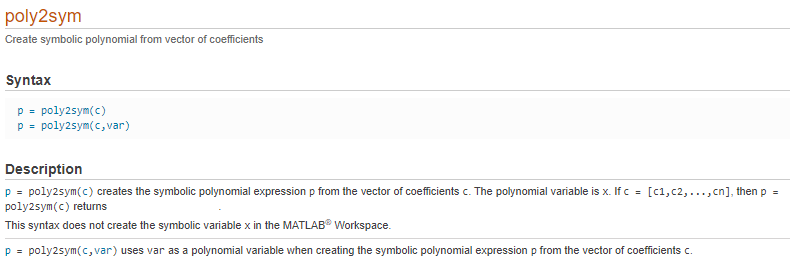 poly2sym
Create symbolic polynomial from vector of coefficients
Syntax
p = poly2sym(c)
p = poly2sym(c,var)
Description
p = poly2sym(c) creates the symbolic polynomial expression p from the vector of coefficients c. The polynomial variable is x. If c = [c1,c2,...,cn], then p =
poly2sym(c) returns .
This syntax does not create the symbolic variable x in the MATLAB® Workspace.
p = poly2sym(c,var) uses var as a polynomial variable when creating the symbolic polynomial expression p from the vector of coefficients c.